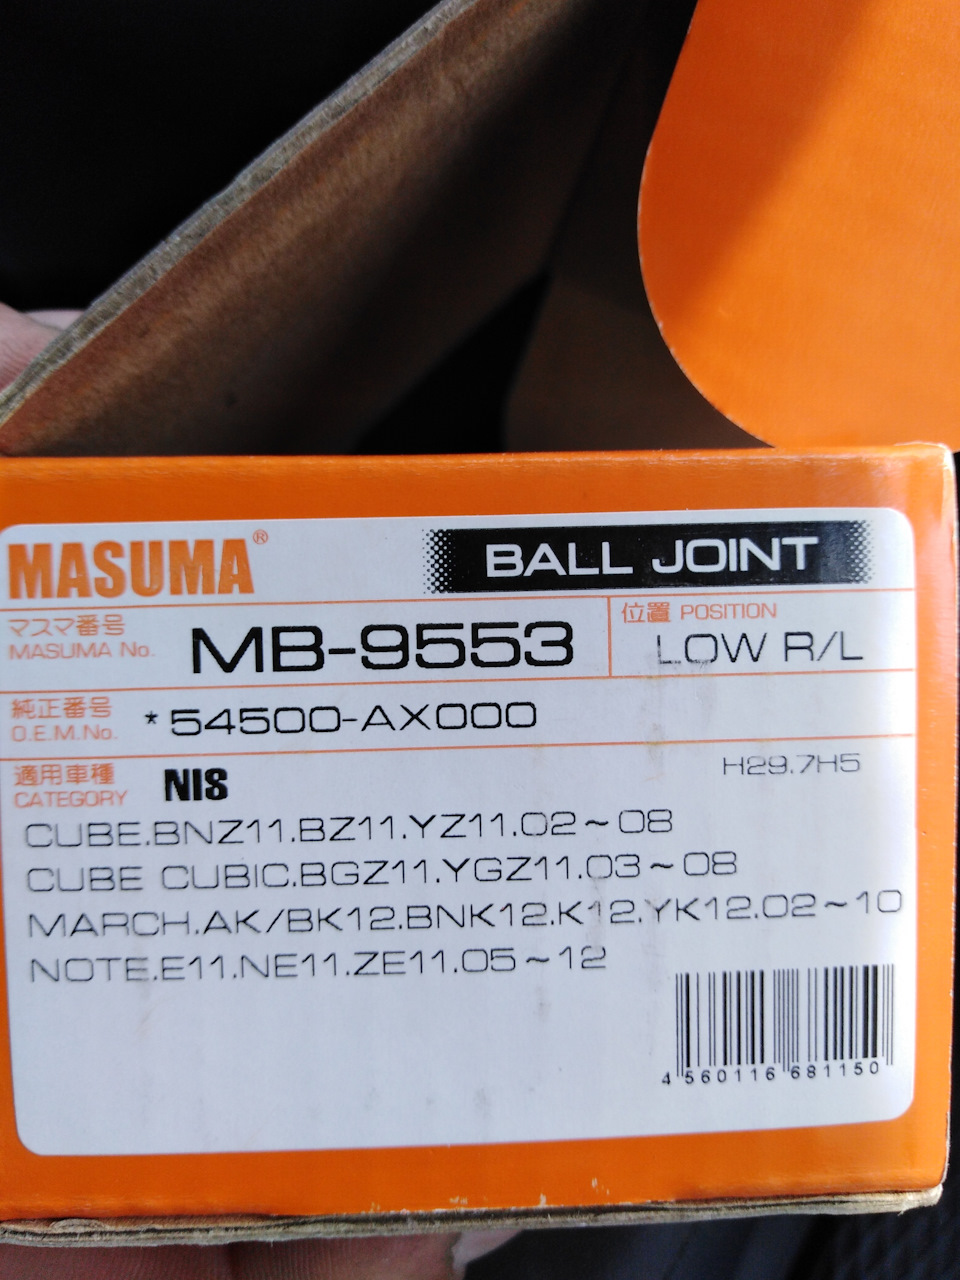 MASUMA®
BALL JOINT
マスマ番号
MASUMA No.
MB-9553
位置 POSITION
LOW R/L
純正番号
O.E.M.No.
*54500-AX000
適用車種
CATEGORY
NIS
H29.7H5
CUBE.BNZ11.BZ11.YZ11.02~08
CUBE CUBIC.BGZ11.YGZ11.03~08
MARCH.AK/BK12.BNK12.K12.YK12.02~10
NOTE.E11.NE11.ZE11.05~12
4 560116 681150